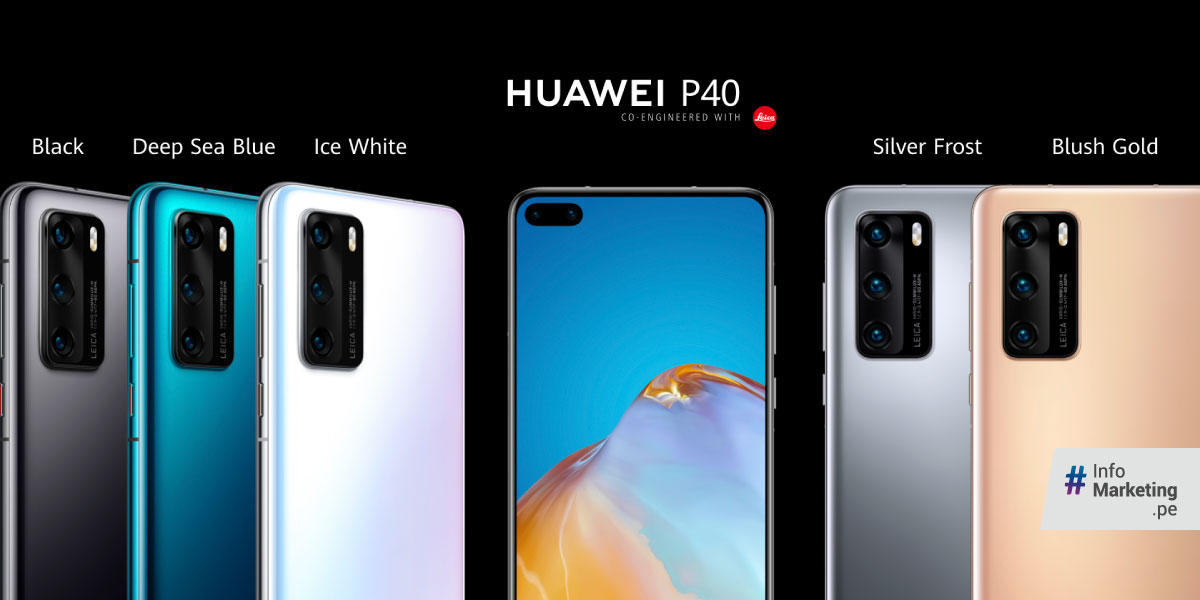 HUAWEI P40
CO-ENGINEERED WITH Leica
Black
Deep Sea Blue
Ice White
Silver Frost
Blush Gold
LEICA
LEICA
LEICA
LEICA
LEICA
# Info
Marketing
.pe